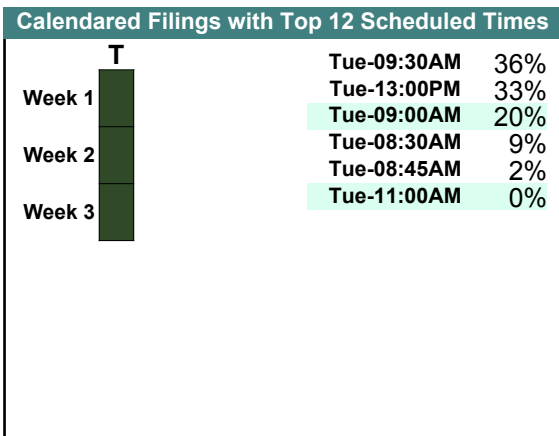 Calendared Filings with Top 12 Scheduled Times
T
Week 1
Week 2
Week 3
Tue-09:30AM 36%
Tue-13:00PM 33%
Tue-09:00AM 20%
Tue-08:30AM 9%
Tue-08:45AM 2%
Tue-11:00AM 0%